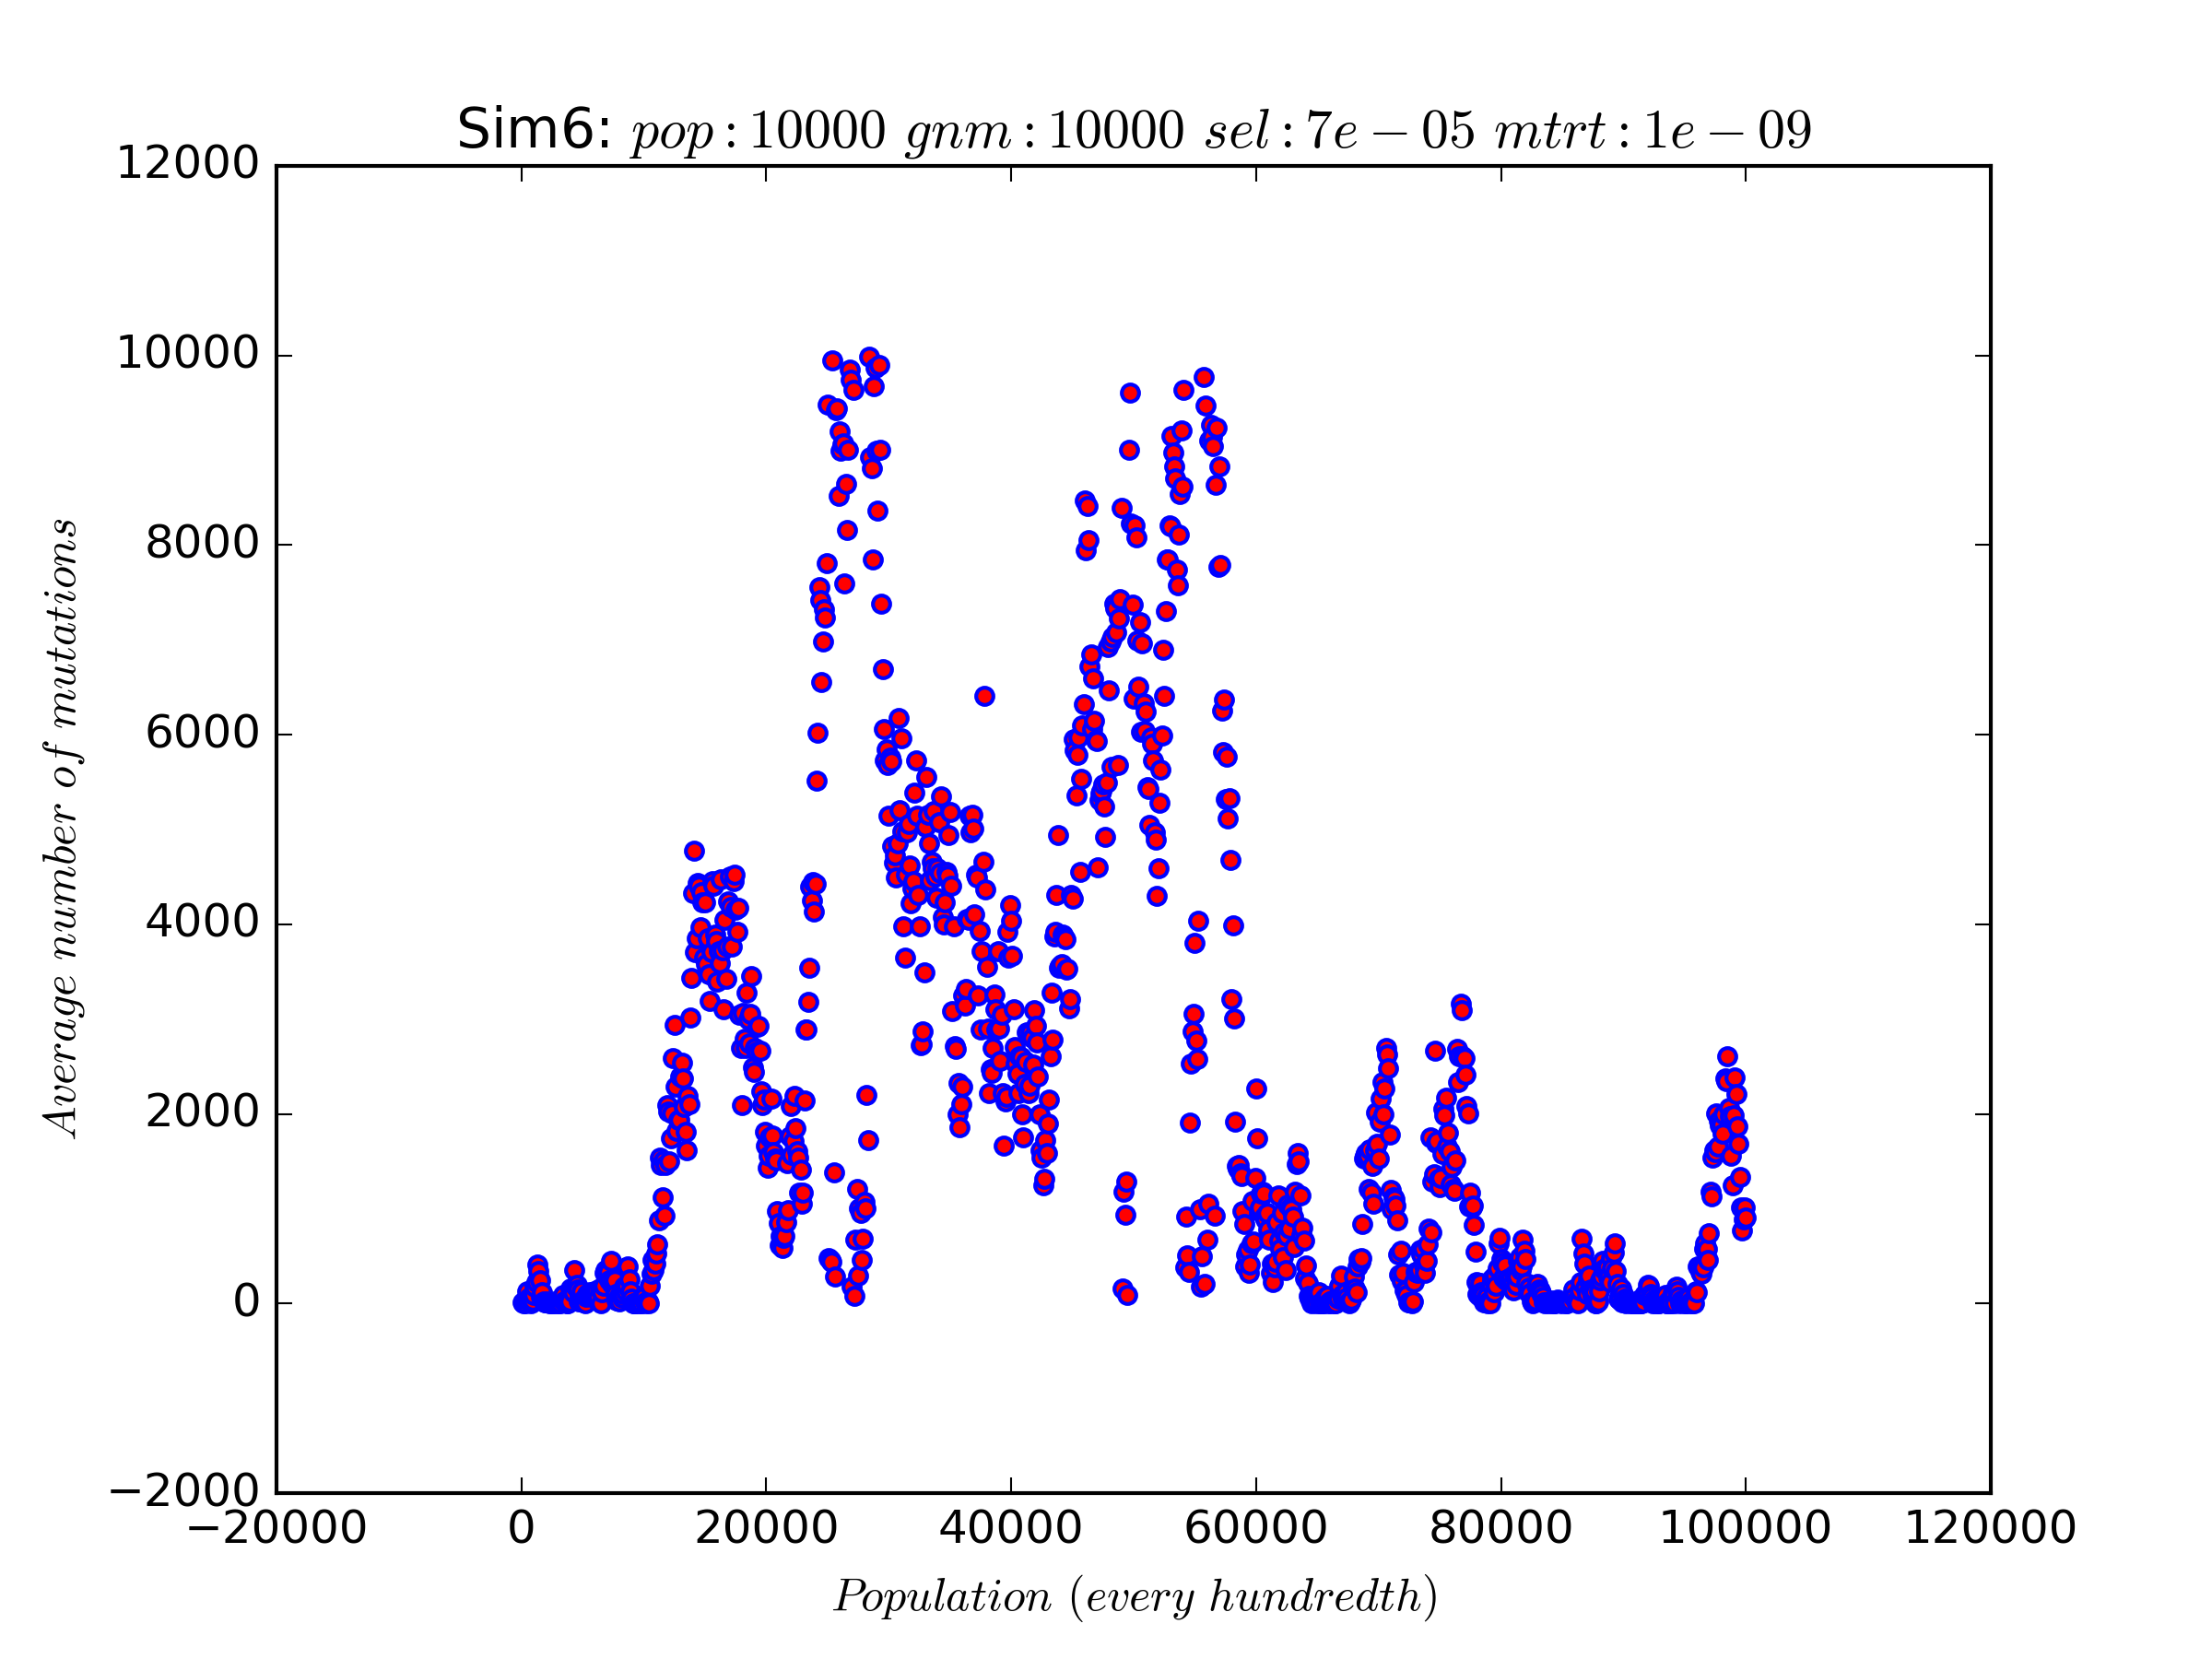 Sim6: pop : 10000 gnm : 10000 sel : 7e − 05 mtrt : 1e − 09
12000
10000
8000
6000
4000
2000
0
−2000
Average number of mutations
−20000 0 20000 40000 60000 80000 100000 120000
Population (every hundredth)